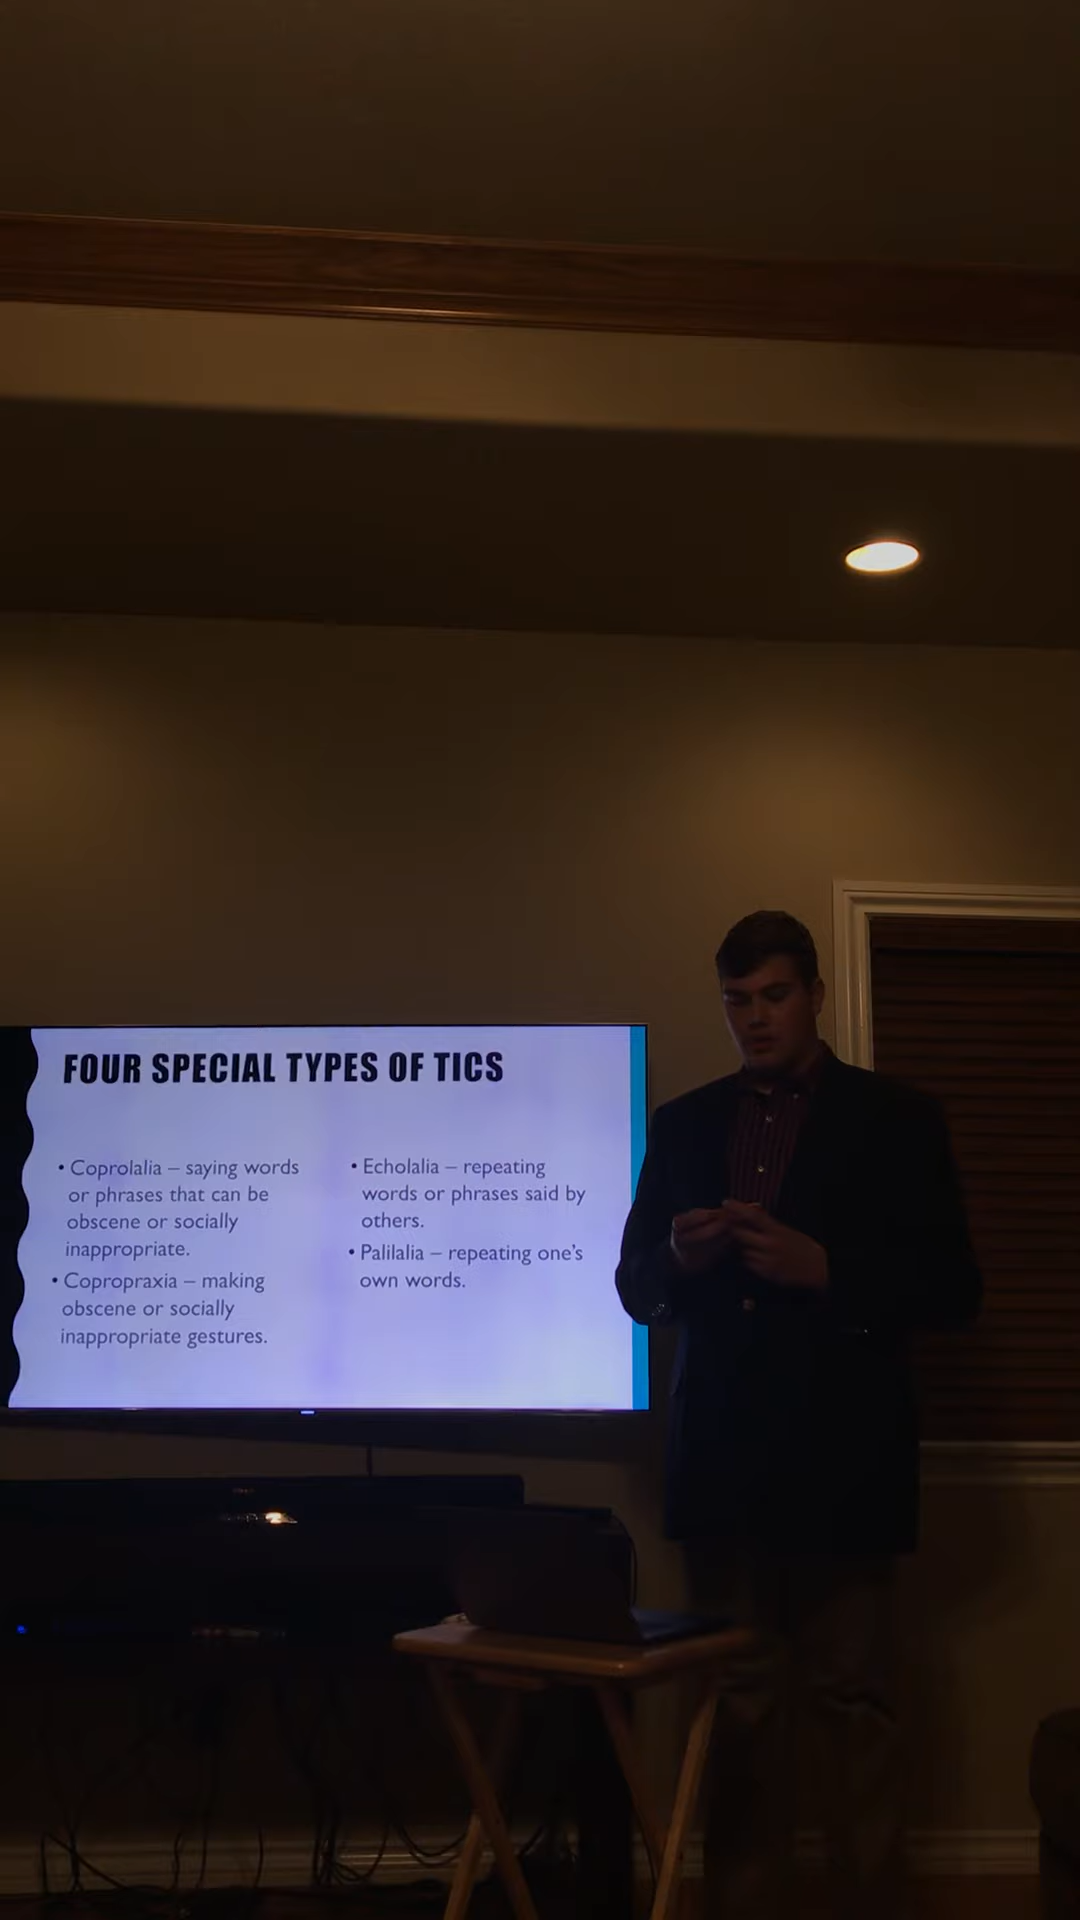 FOUR SPECIAL TYPES OF TICS
• Coprolalia – saying words
or phrases that can be
obscene or socially
inappropriate.
• Copropraxia – making
obscene or socially
inappropriate gestures.
• Echolalia – repeating
words or phrases said by
others.
• Palilalia – repeating one's
own words.